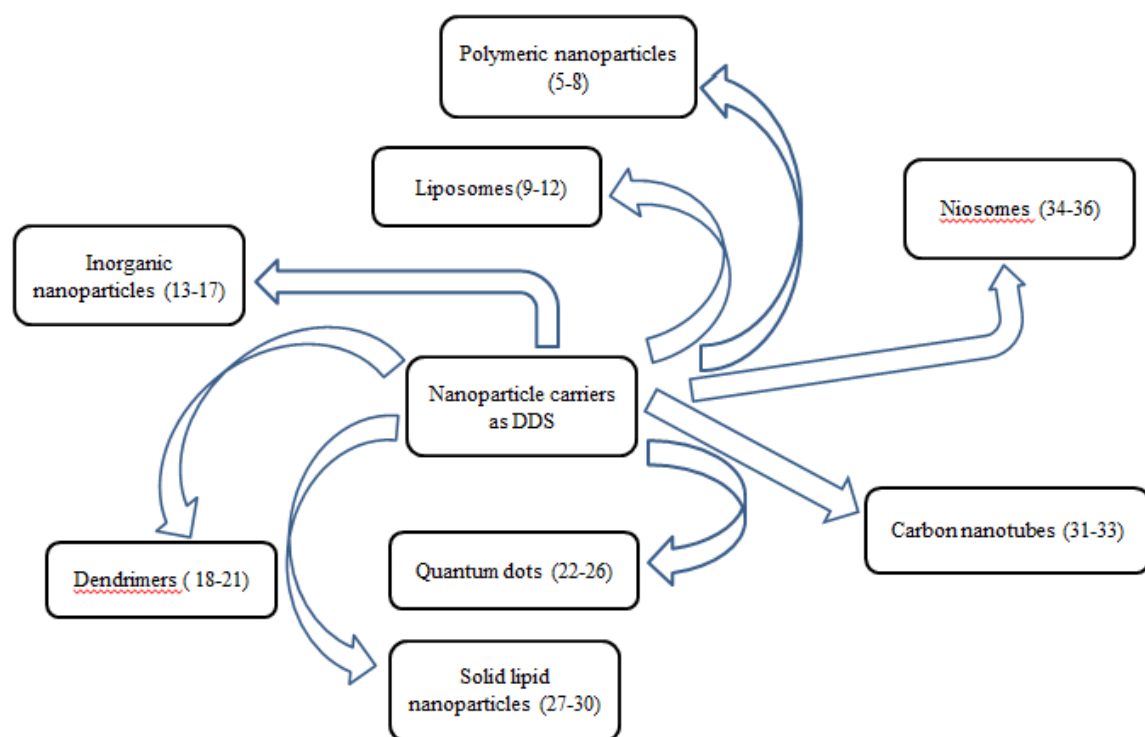 Polymeric nanoparticles
(5-8)
Liposomes (9-12)
Niosomes (34-36)
Inorganic
nanoparticles (13-17)
Nanoparticle carriers
as DDS
Carbon nanotubes (31-33)
Dendrimers ( 18-21)
Quantum dots (22-26)
Solid lipid
nanoparticles (27-30)